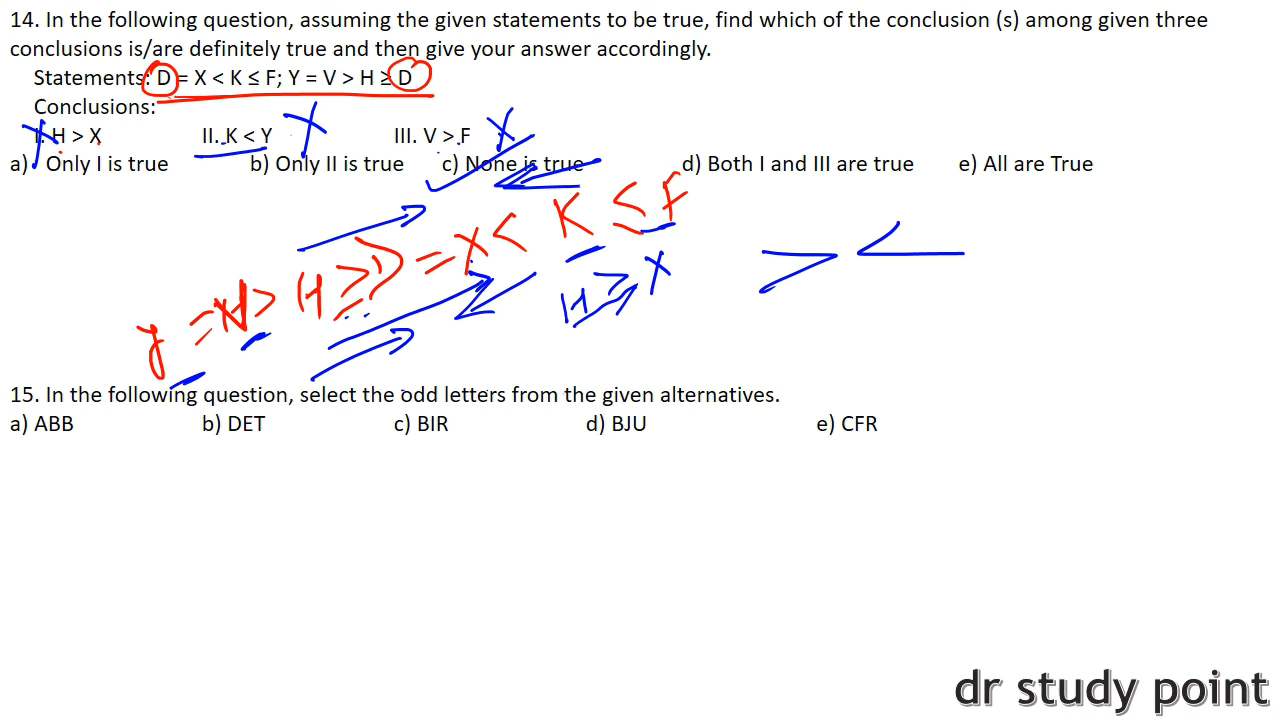 14. In the following question, assuming the given statements to be true, find which of the conclusion (s) among given three
conclusions is/are definitely true and then give your answer accordingly.
Statements: D = X < K ≤ F; Y = V > H ≥ D
Conclusions:
I. H > X II. K < Y III. V > F
a) Only I is true b) Only II is true c) None is true d) Both I and III are true e) All are True
y = V > H ≥ D = X < K ≤ F
H ≥ X
15. In the following question, select the odd letters from the given alternatives.
a) ABB b) DET c) BIR d) BJU e) CFR
dr study point